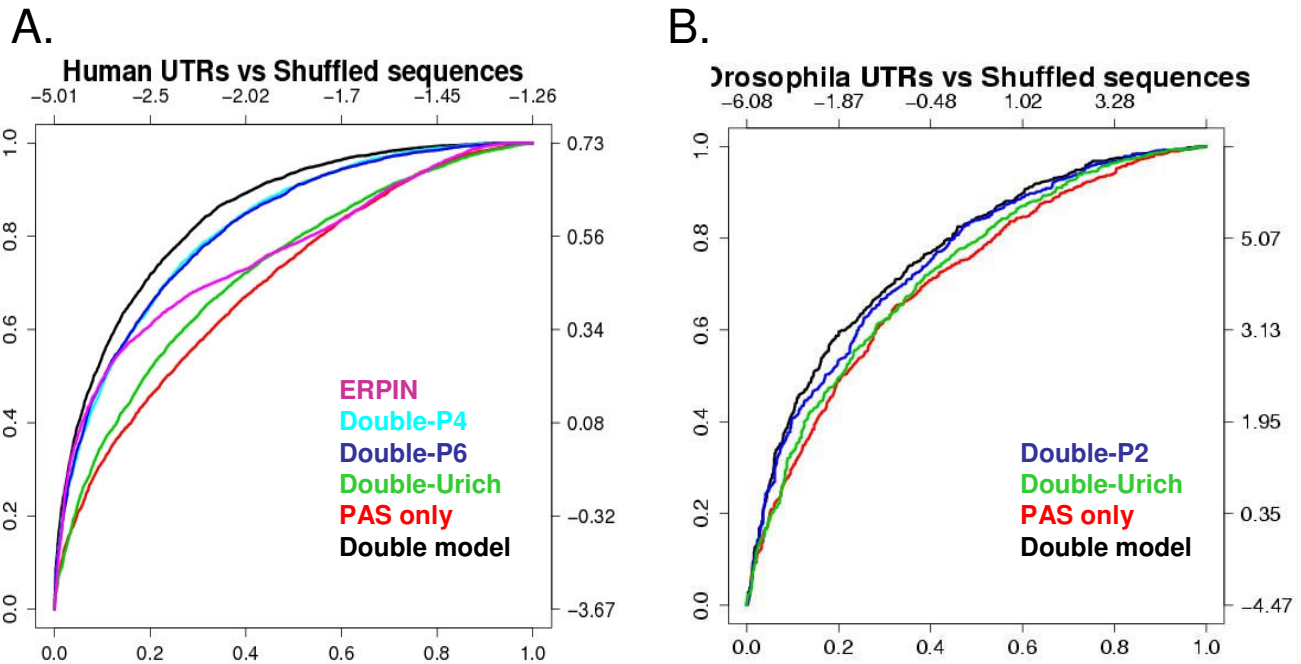 A.
Human UTRs vs Shuffled sequences
−5.01 −2.5 −2.02 −1.7 −1.45 −1.26
1.0 0.73
0.8 0.56
0.6 0.34
ERPIN
Double-P4
0.4 0.08
Double-P6
Double-Urich
PAS only
0.2 −0.32
Double model
0.0 −3.67
0.0 0.2 0.4 0.6 0.8 1.0
B.
Drosophila UTRs vs Shuffled sequences
−6.08 −1.87 −0.48 1.02 3.28
1.0
0.8 5.07
0.6 3.13
0.4 1.95
Double-P2
Double-Urich
0.2 0.35
PAS only
Double model
0.0 −4.47
0.0 0.2 0.4 0.6 0.8 1.0